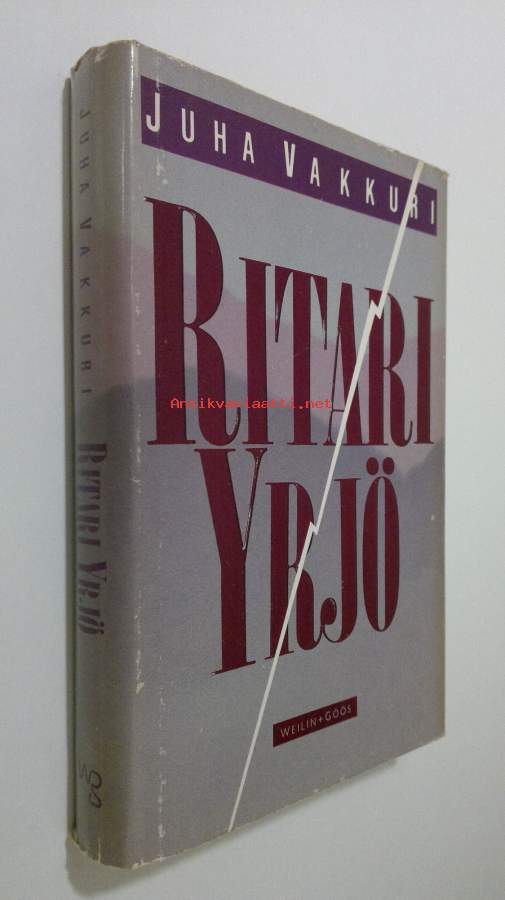 JUHA VAKKURI
RITARI
YRJÖ
WEILIN+GÖÖS
JUHA VAKKURI
RITARI YRJÖ
Antikvariaatti.net